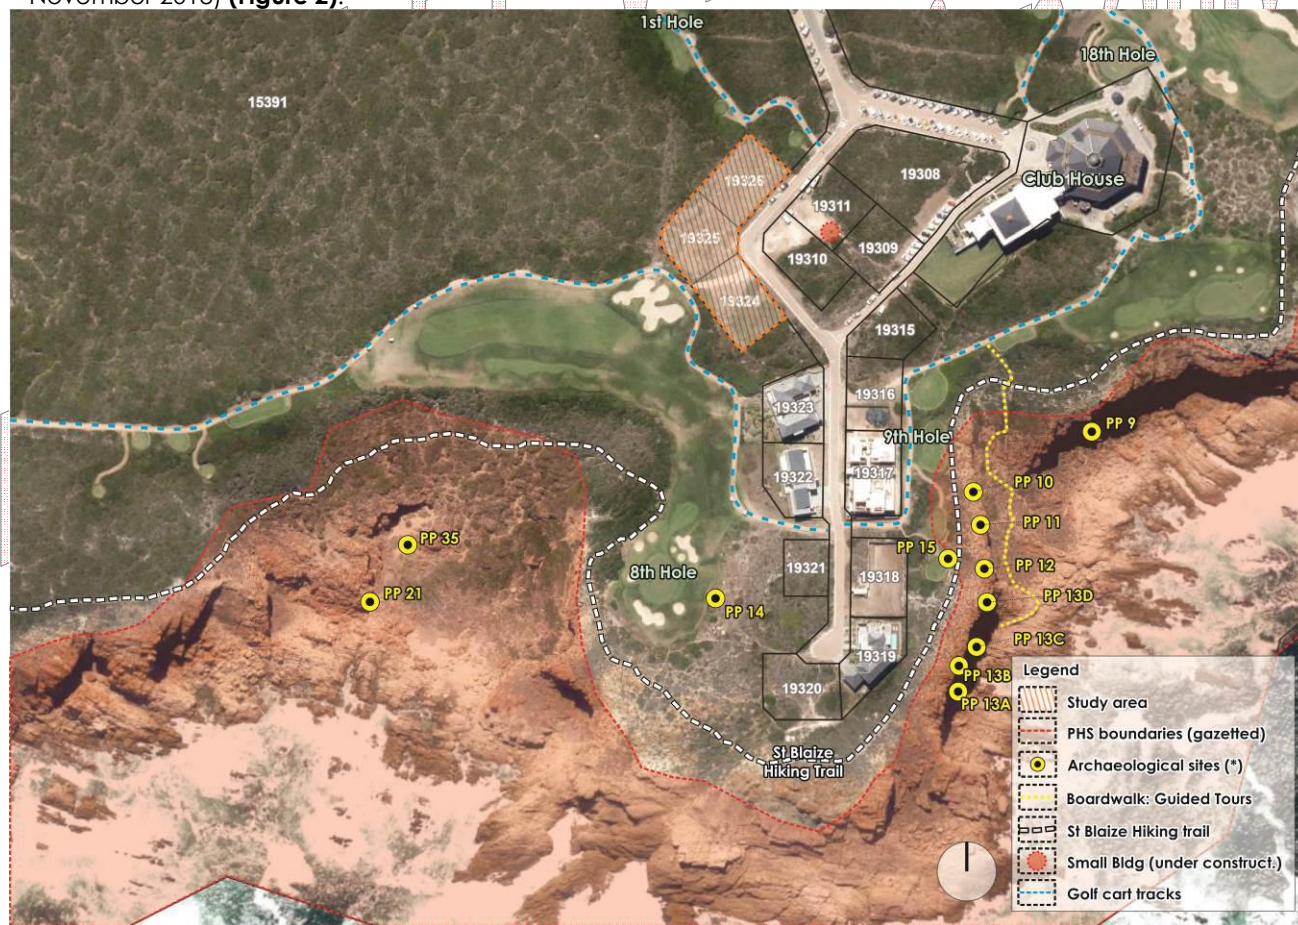 November 2018) (Figure 2).
1st Hole
18th Hole
15391
19326
19308
Club House
19311
19325
19310
19309
19324
19315
19323
19316
9th Hole
PP 9
19322
19317
PP 10
PP 11
PP 35
PP 15
PP 12
8th Hole
19321
19318
PP 21
PP 14
PP 13D
PP 13C
19319
PP 13B
19320
PP 13A
St Blaize
Hiking Trail
Legend
Study area
PHS boundaries (gazetted)
Archaeological sites (*)
Boardwalk: Guided Tours
St Blaize Hiking trail
Small Bldg (under construct.)
Golf cart tracks